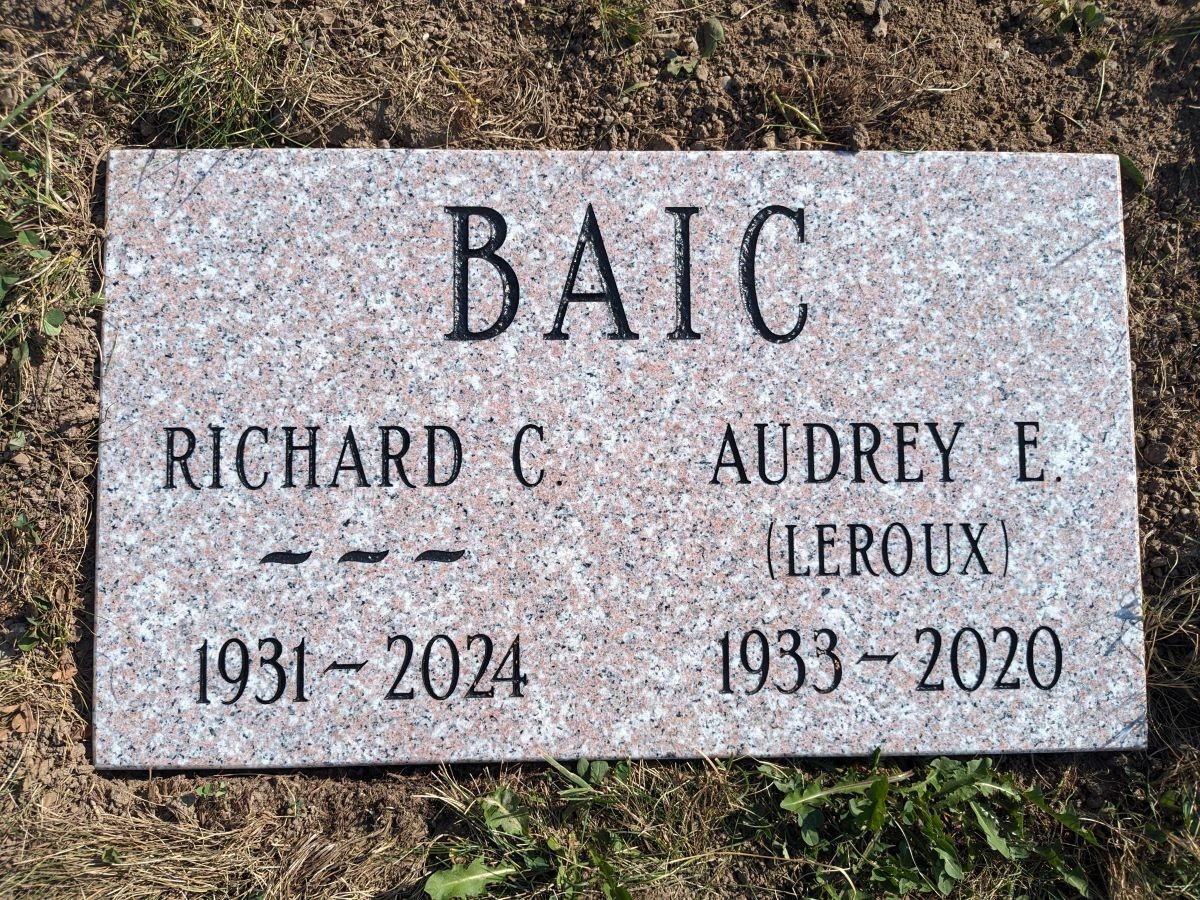 BAIC
RICHARD C. AUDREY E.
~ ~ ~ (LEROUX)
1931 ~ 2024 1933 ~ 2020